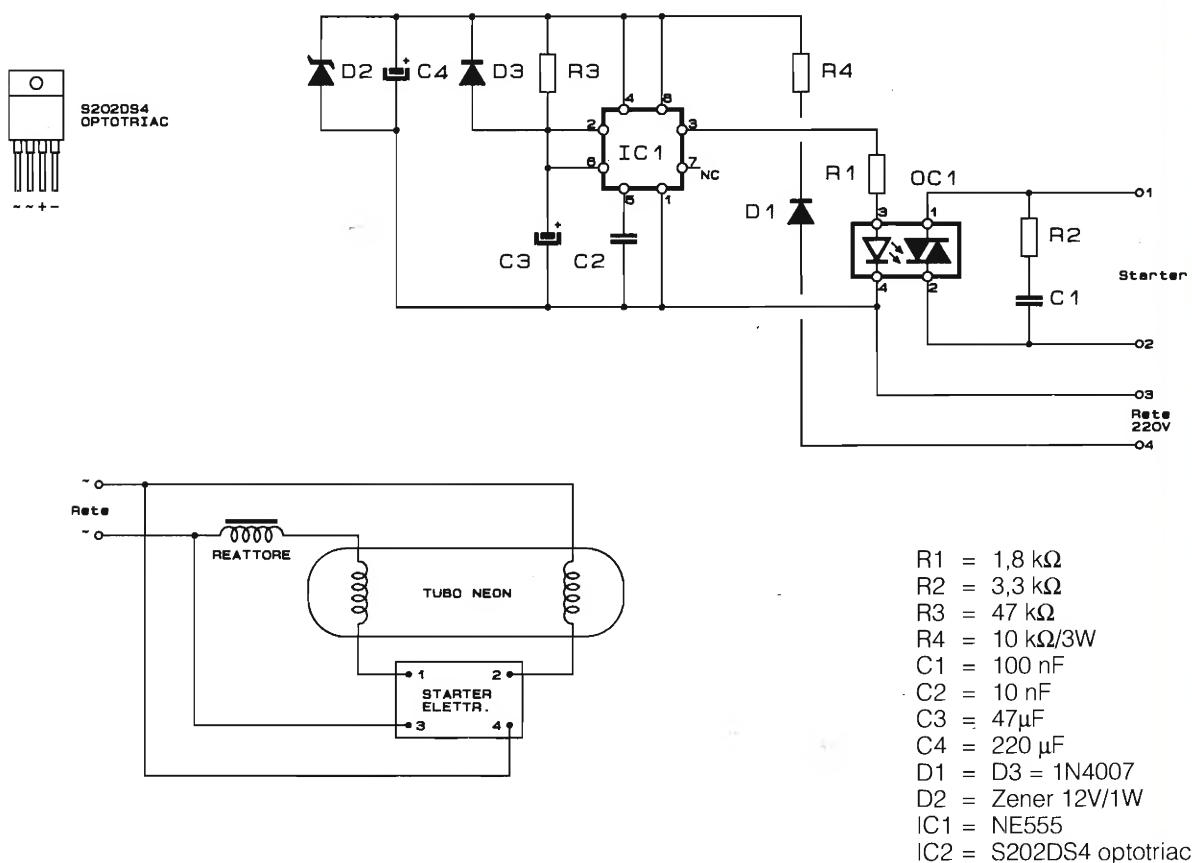 S202DS4
OPTOTRIAC
~~+-
D2
C4
+
D3
R3
R4
4
8
2
3
IC1
6
7
NC
5
1
C3
+
C2
D1
R1
OC1
3
1
4
2
R2
C1
O1
Starter
O2
O3
Rete
220V
O4
~
Rete
~
REATTORE
TUBO NEON
1
2
STARTER
ELETTR.
3
4
R1 = 1,8 kΩ
R2 = 3,3 kΩ
R3 = 47 kΩ
R4 = 10 kΩ/3W
C1 = 100 nF
C2 = 10 nF
C3 = 47µF
C4 = 220 µF
D1 = D3 = 1N4007
D2 = Zener 12V/1W
IC1 = NE555
IC2 = S202DS4 optotriac